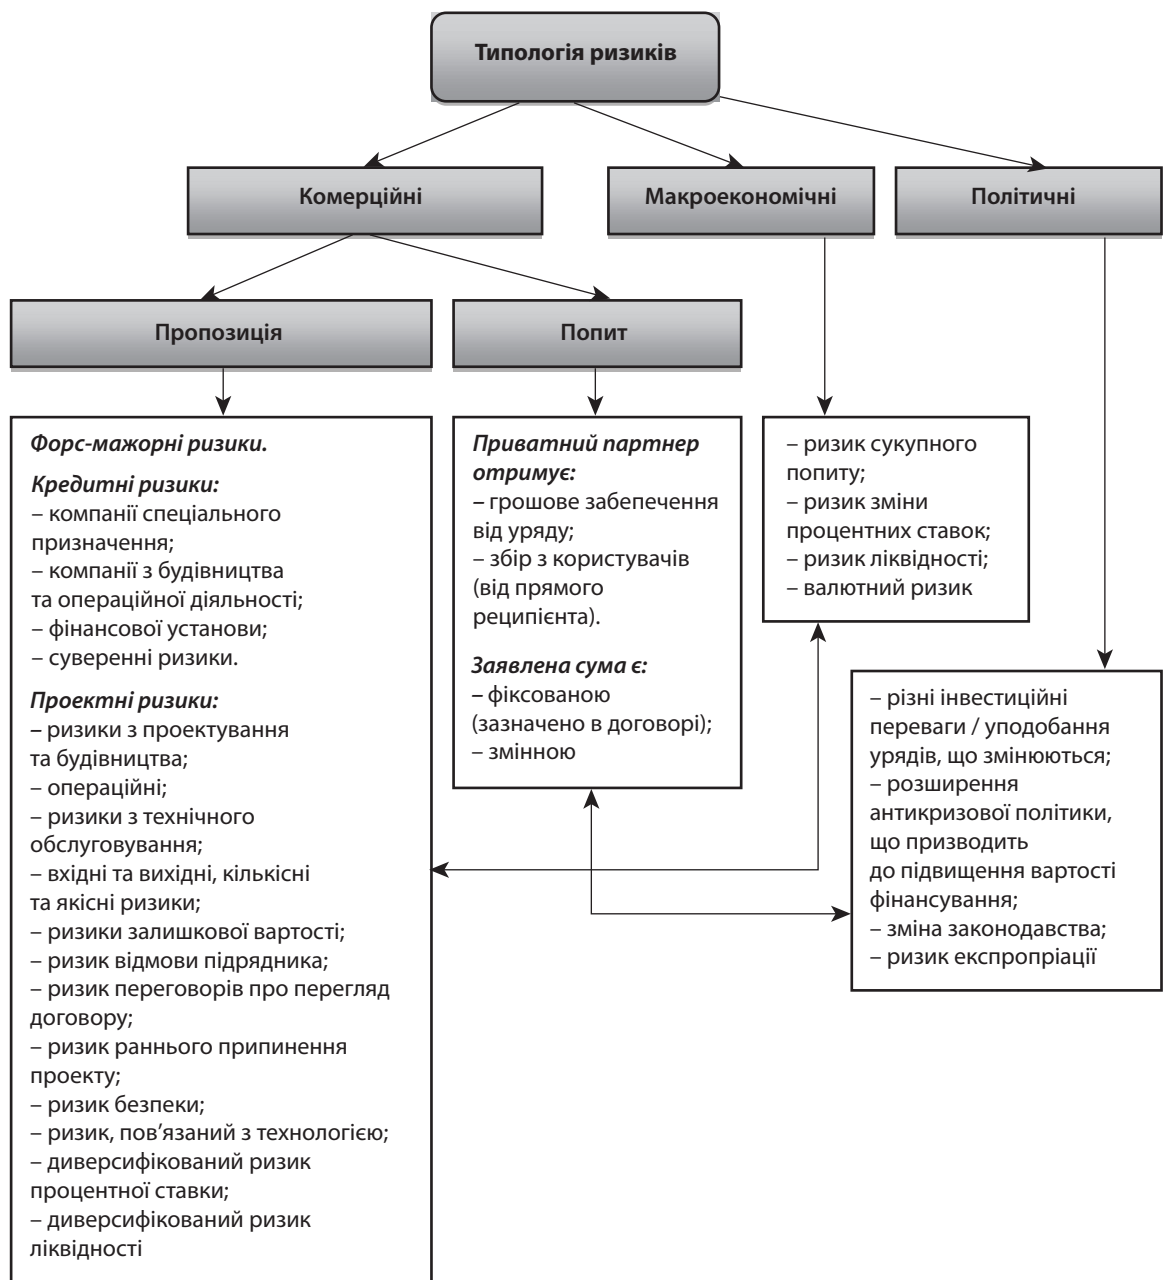 Типологія ризиків
Комерційні
Макроекономічні
Політичні
Пропозиція
Попит
Форс-мажорні ризики.
Кредитні ризики:
– компанії спеціального
призначення;
– компанії з будівництва
та операційної діяльності;
– фінансової установи;
– суверенні ризики.
Проектні ризики:
– ризики з проектування
та будівництва;
– операційні;
– ризики з технічного
обслуговування;
– вхідні та вихідні, кількісні
та якісні ризики;
– ризики залишкової вартості;
– ризик відмови підрядника;
– ризик переговорів про перегляд
договору;
– ризик раннього припинення
проекту;
– ризик безпеки;
– ризик, пов’язаний з технологією;
– диверсифікований ризик
процентної ставки;
– диверсифікований ризик
ліквідності
Приватний партнер
отримує:
– грошове забепечення
від уряду;
– збір з користувачів
(від прямого
реципієнта).
Заявлена сума є:
– фіксованою
(зазначено в договорі);
– змінною
– ризик сукупного
попиту;
– ризик зміни
процентних ставок;
– ризик ліквідності;
– валютний ризик
– різні інвестиційні
переваги / уподобання
урядів, що змінюються;
– розширення
антикризової політики,
що призводить
до підвищення вартості
фінансування;
– зміна законодавства;
– ризик експропріації